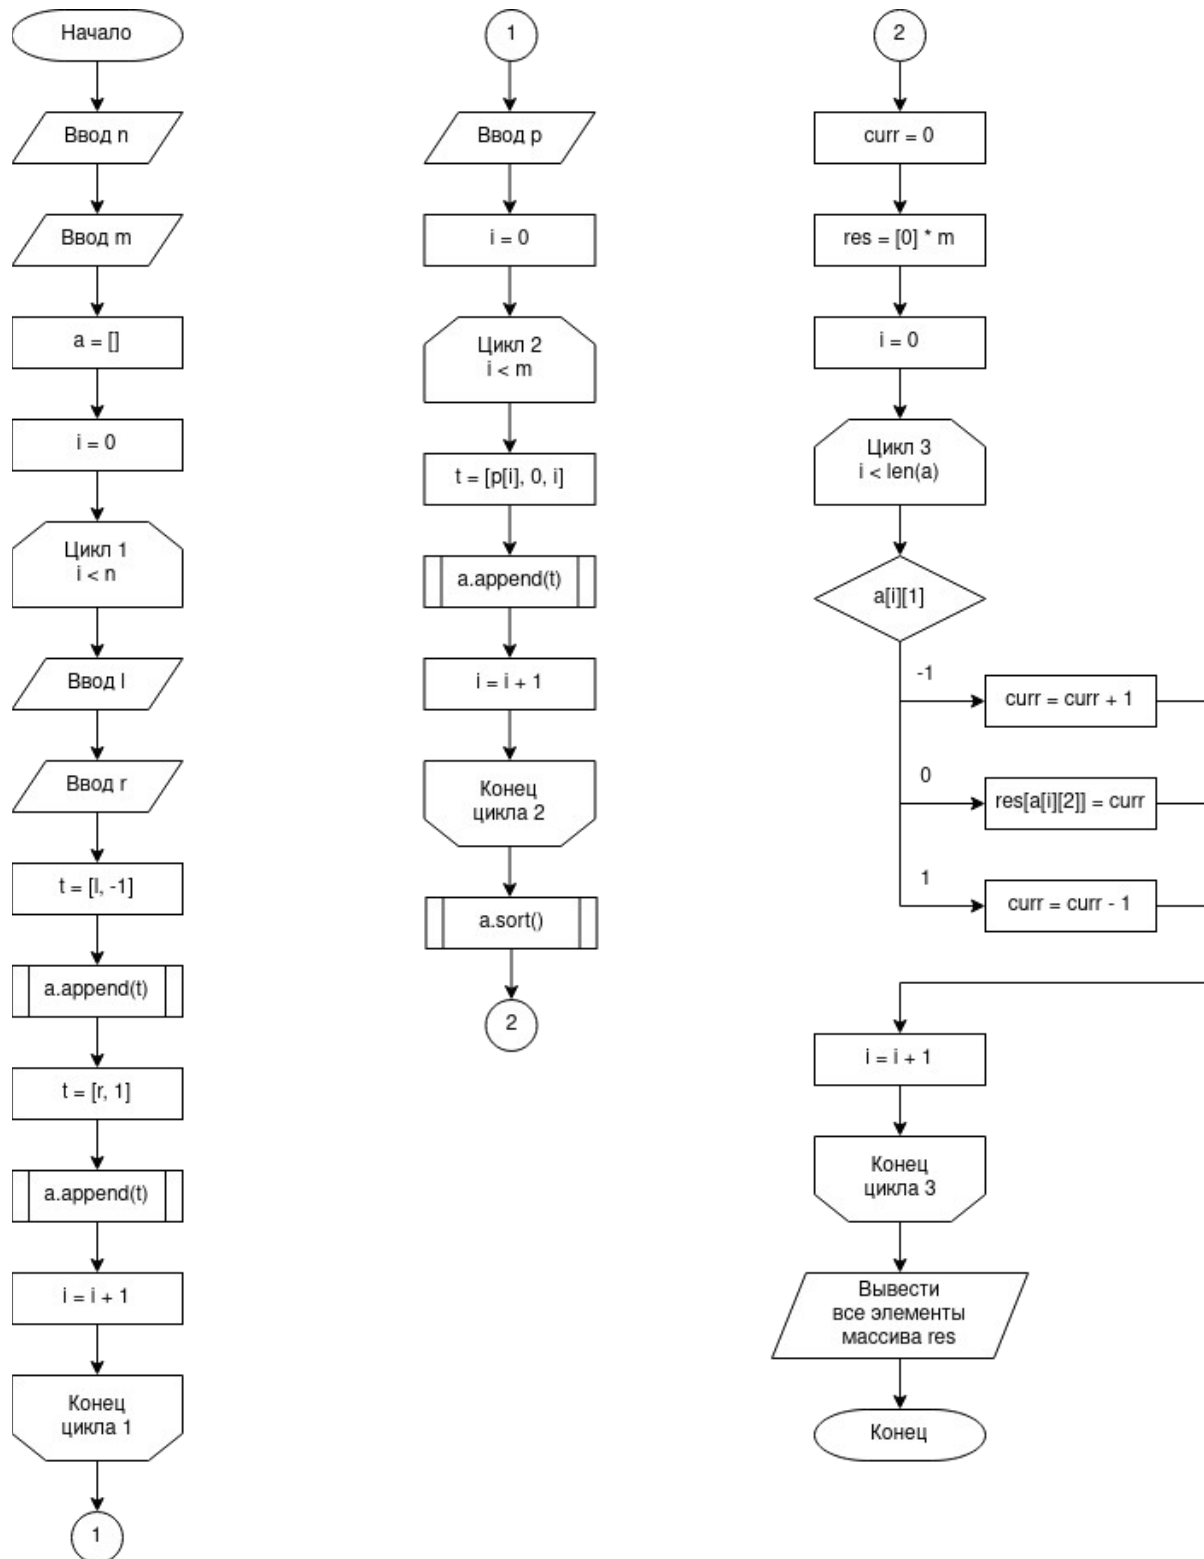 Начало
Ввод n
Ввод m
a = []
i = 0
Цикл 1
i < n
Ввод l
Ввод r
t = [l, -1]
a.append(t)
t = [r, 1]
a.append(t)
i = i + 1
Конец
цикла 1
1
1
Ввод p
i = 0
Цикл 2
i < m
t = [p[i], 0, i]
a.append(t)
i = i + 1
Конец
цикла 2
a.sort()
2
2
curr = 0
res = [0] * m
i = 0
Цикл 3
i < len(a)
a[i][1]
-1
curr = curr + 1
0
res[a[i][2]] = curr
1
curr = curr - 1
i = i + 1
Конец
цикла 3
Вывести
все элементы
массива res
Конец